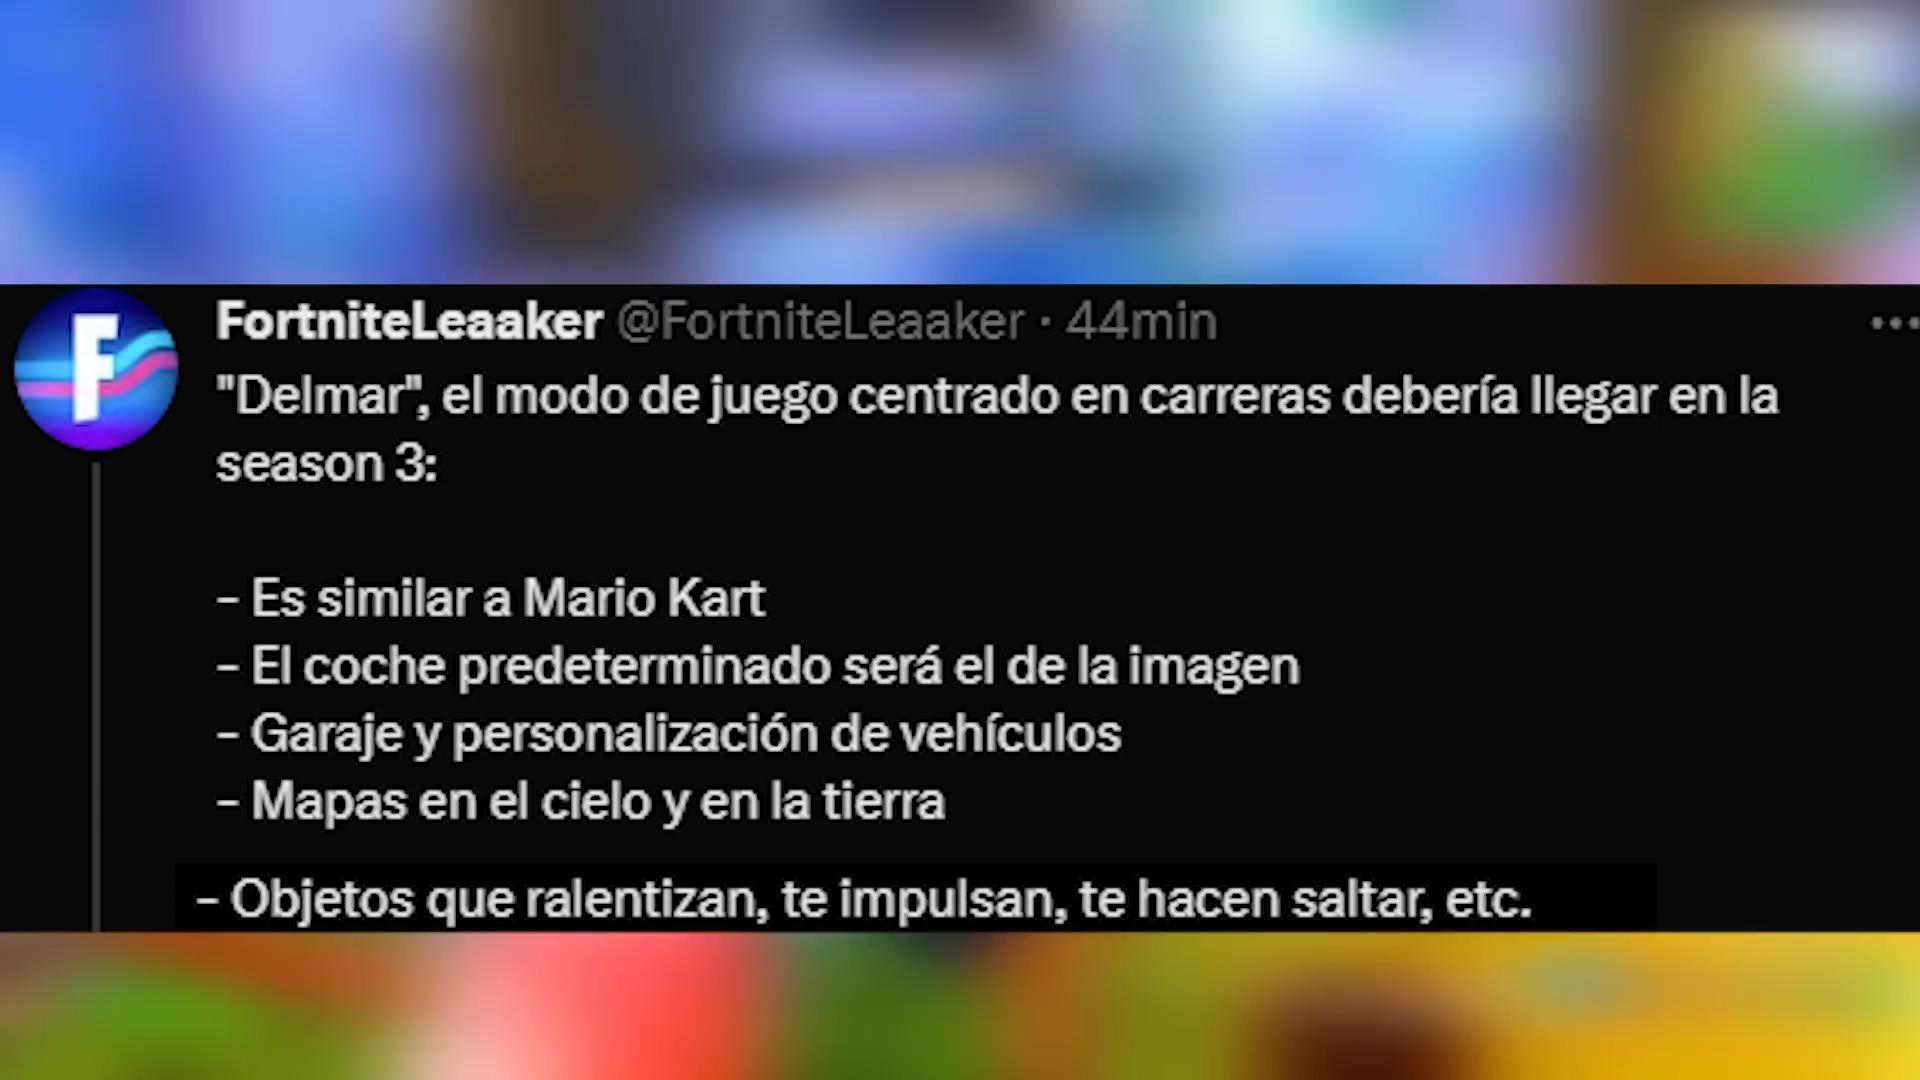 FortniteLeaaker @FortniteLeaaker · 44min
"Delmar", el modo de juego centrado en carreras debería llegar en la
season 3:
– Es similar a Mario Kart
– El coche predeterminado será el de la imagen
– Garaje y personalización de vehículos
– Mapas en el cielo y en la tierra
– Objetos que ralentizan, te impulsan, te hacen saltar, etc.